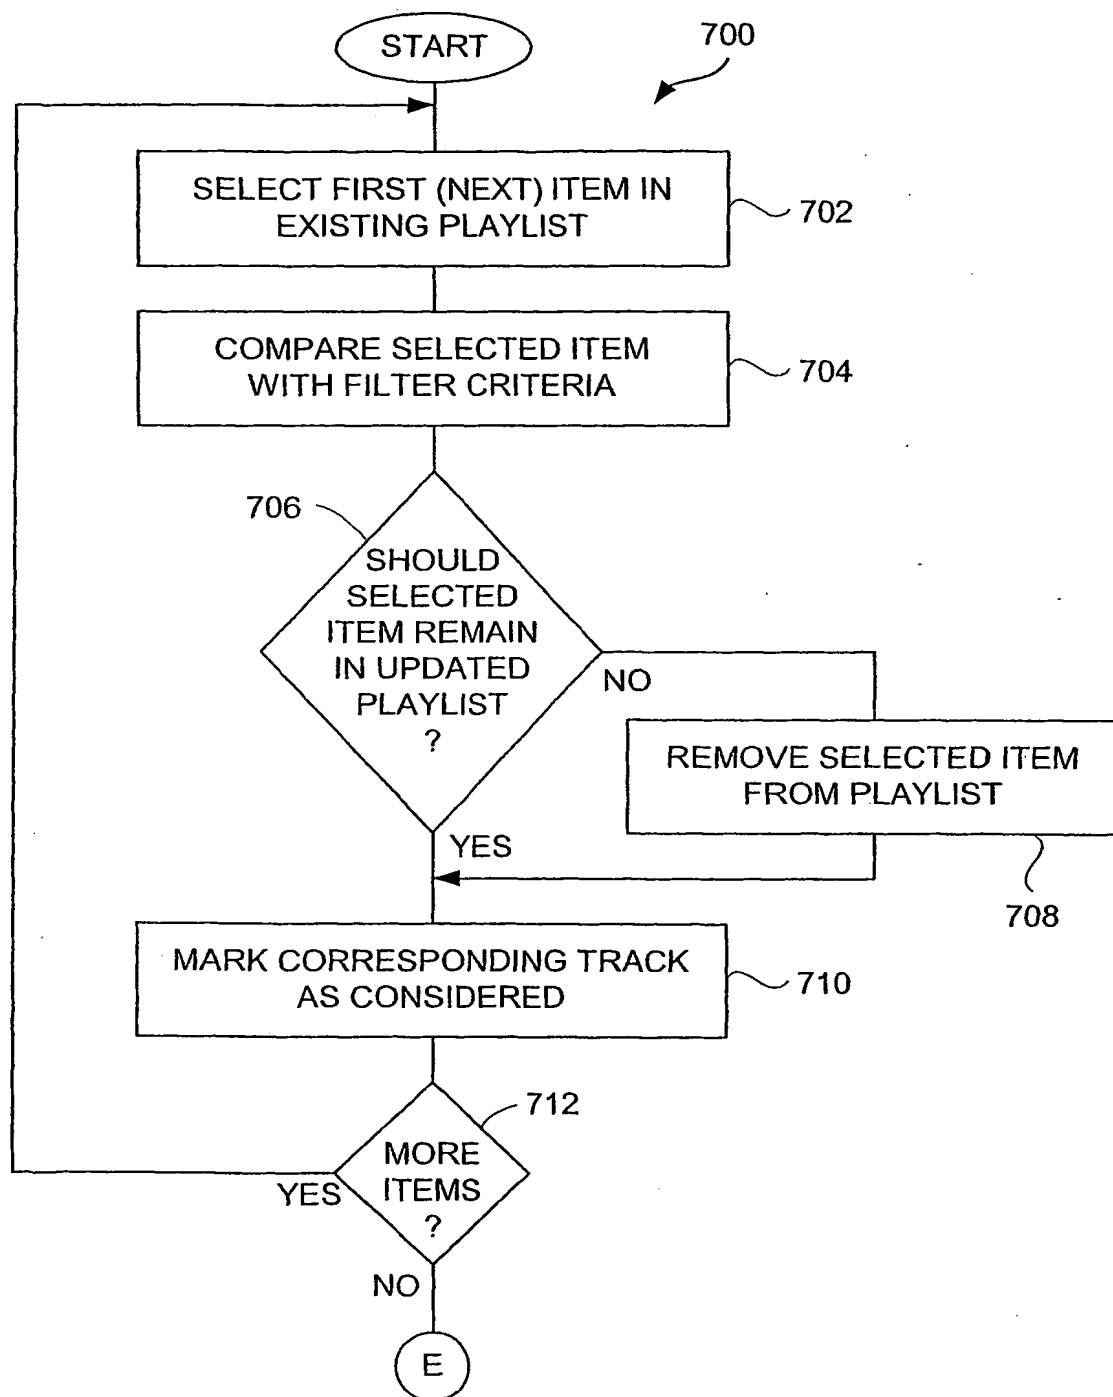 START
700
SELECT FIRST (NEXT) ITEM IN
EXISTING PLAYLIST
702
COMPARE SELECTED ITEM
WITH FILTER CRITERIA
704
706
SHOULD
SELECTED
ITEM REMAIN
IN UPDATED
PLAYLIST
?
NO
REMOVE SELECTED ITEM
FROM PLAYLIST
708
YES
MARK CORRESPONDING TRACK
AS CONSIDERED
710
712
MORE
ITEMS
?
YES
NO
E